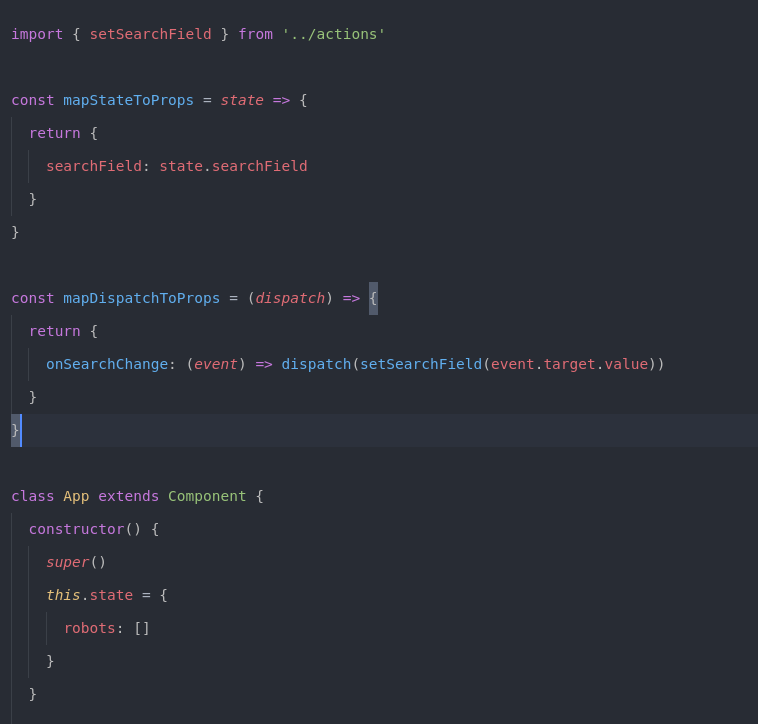 import { setSearchField } from '../actions'
const mapStateToProps = state => {
return {
searchField: state.searchField
}
}
const mapDispatchToProps = (dispatch) => {
return {
onSearchChange: (event) => dispatch(setSearchField(event.target.value))
}
}
class App extends Component {
constructor() {
super()
this.state = {
robots: []
}
}